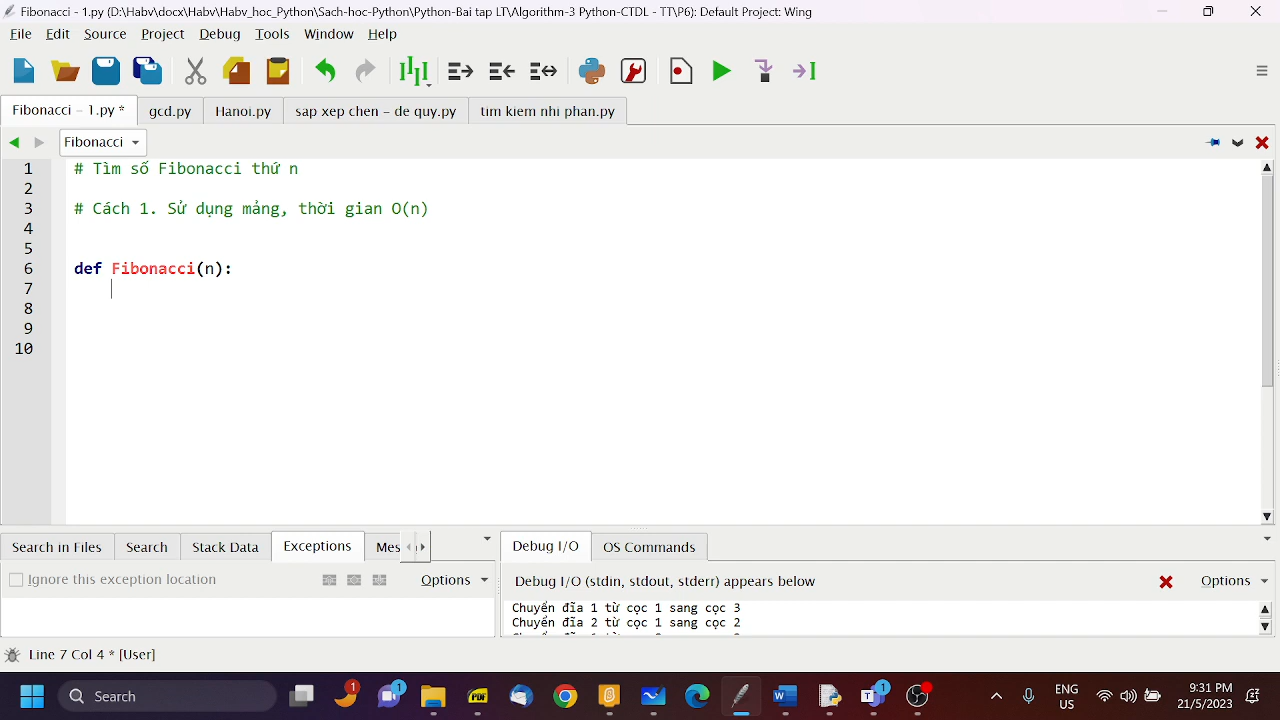 Fibonacci - 1.py (D:\Habv\docx\Habv\Habv_hoc_Python\Sach-hoc-Python\Python-Bai tap LT\Algorithm-3 Python-CTDL - TT\P6): Default Project: Wing
File Edit Source Project Debug Tools Window Help
Fibonacci – 1.py * gcd.py Hanoi.py sap xep chen – de quy.py tim kiem nhi phan.py
Fibonacci
1 # Tìm số Fibonacci thứ n
2
3 # Cách 1. Sử dụng mảng, thời gian O(n)
4
5
6 def Fibonacci(n):
7
8
9
10
Search in Files Search Stack Data Exceptions Mes Debug I/O OS Commands
Ignore this exception location Options Debug I/O (stdin, stdout, stderr) appears below Options
Chuyển đĩa 1 từ cọc 1 sang cọc 3
Chuyển đĩa 2 từ cọc 1 sang cọc 2
Line 7 Col 4 * [User]
Search 1 1 PDF 1 ENG US 9:31 PM 21/5/2023